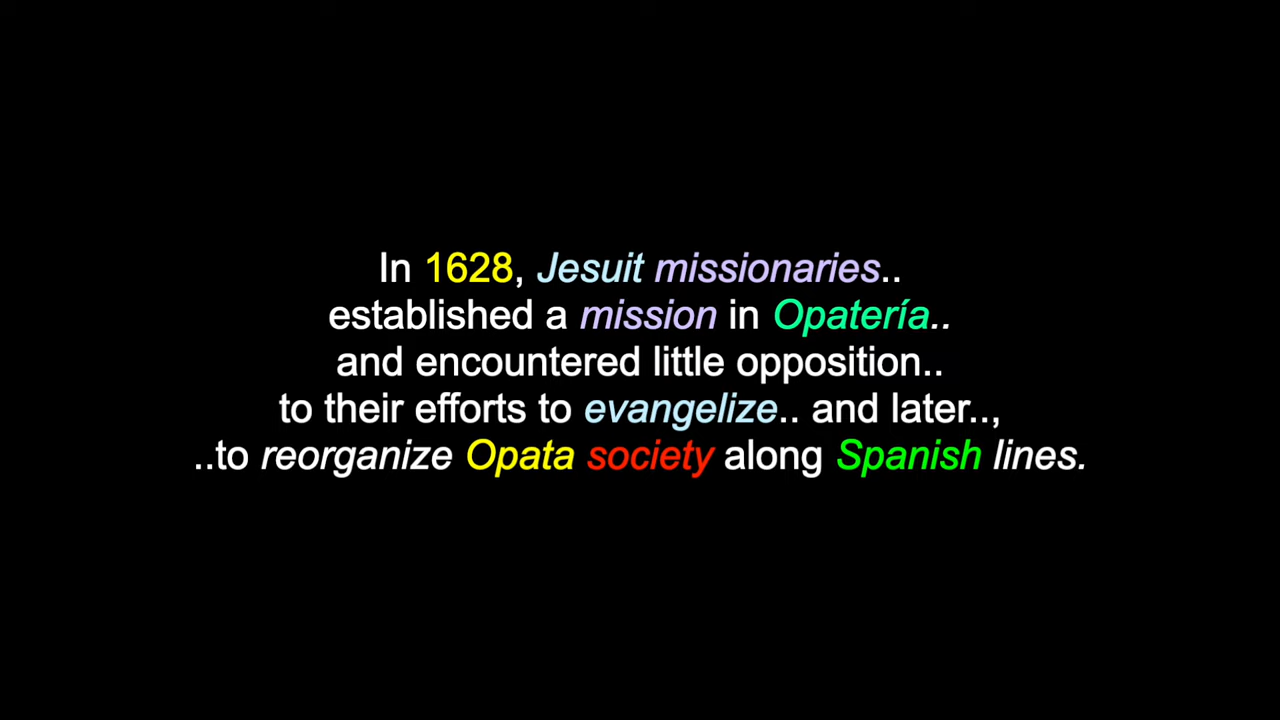 In 1628, Jesuit missionaries..
established a mission in Opatería..
and encountered little opposition..
to their efforts to evangelize.. and later..,
..to reorganize Opata society along Spanish lines.